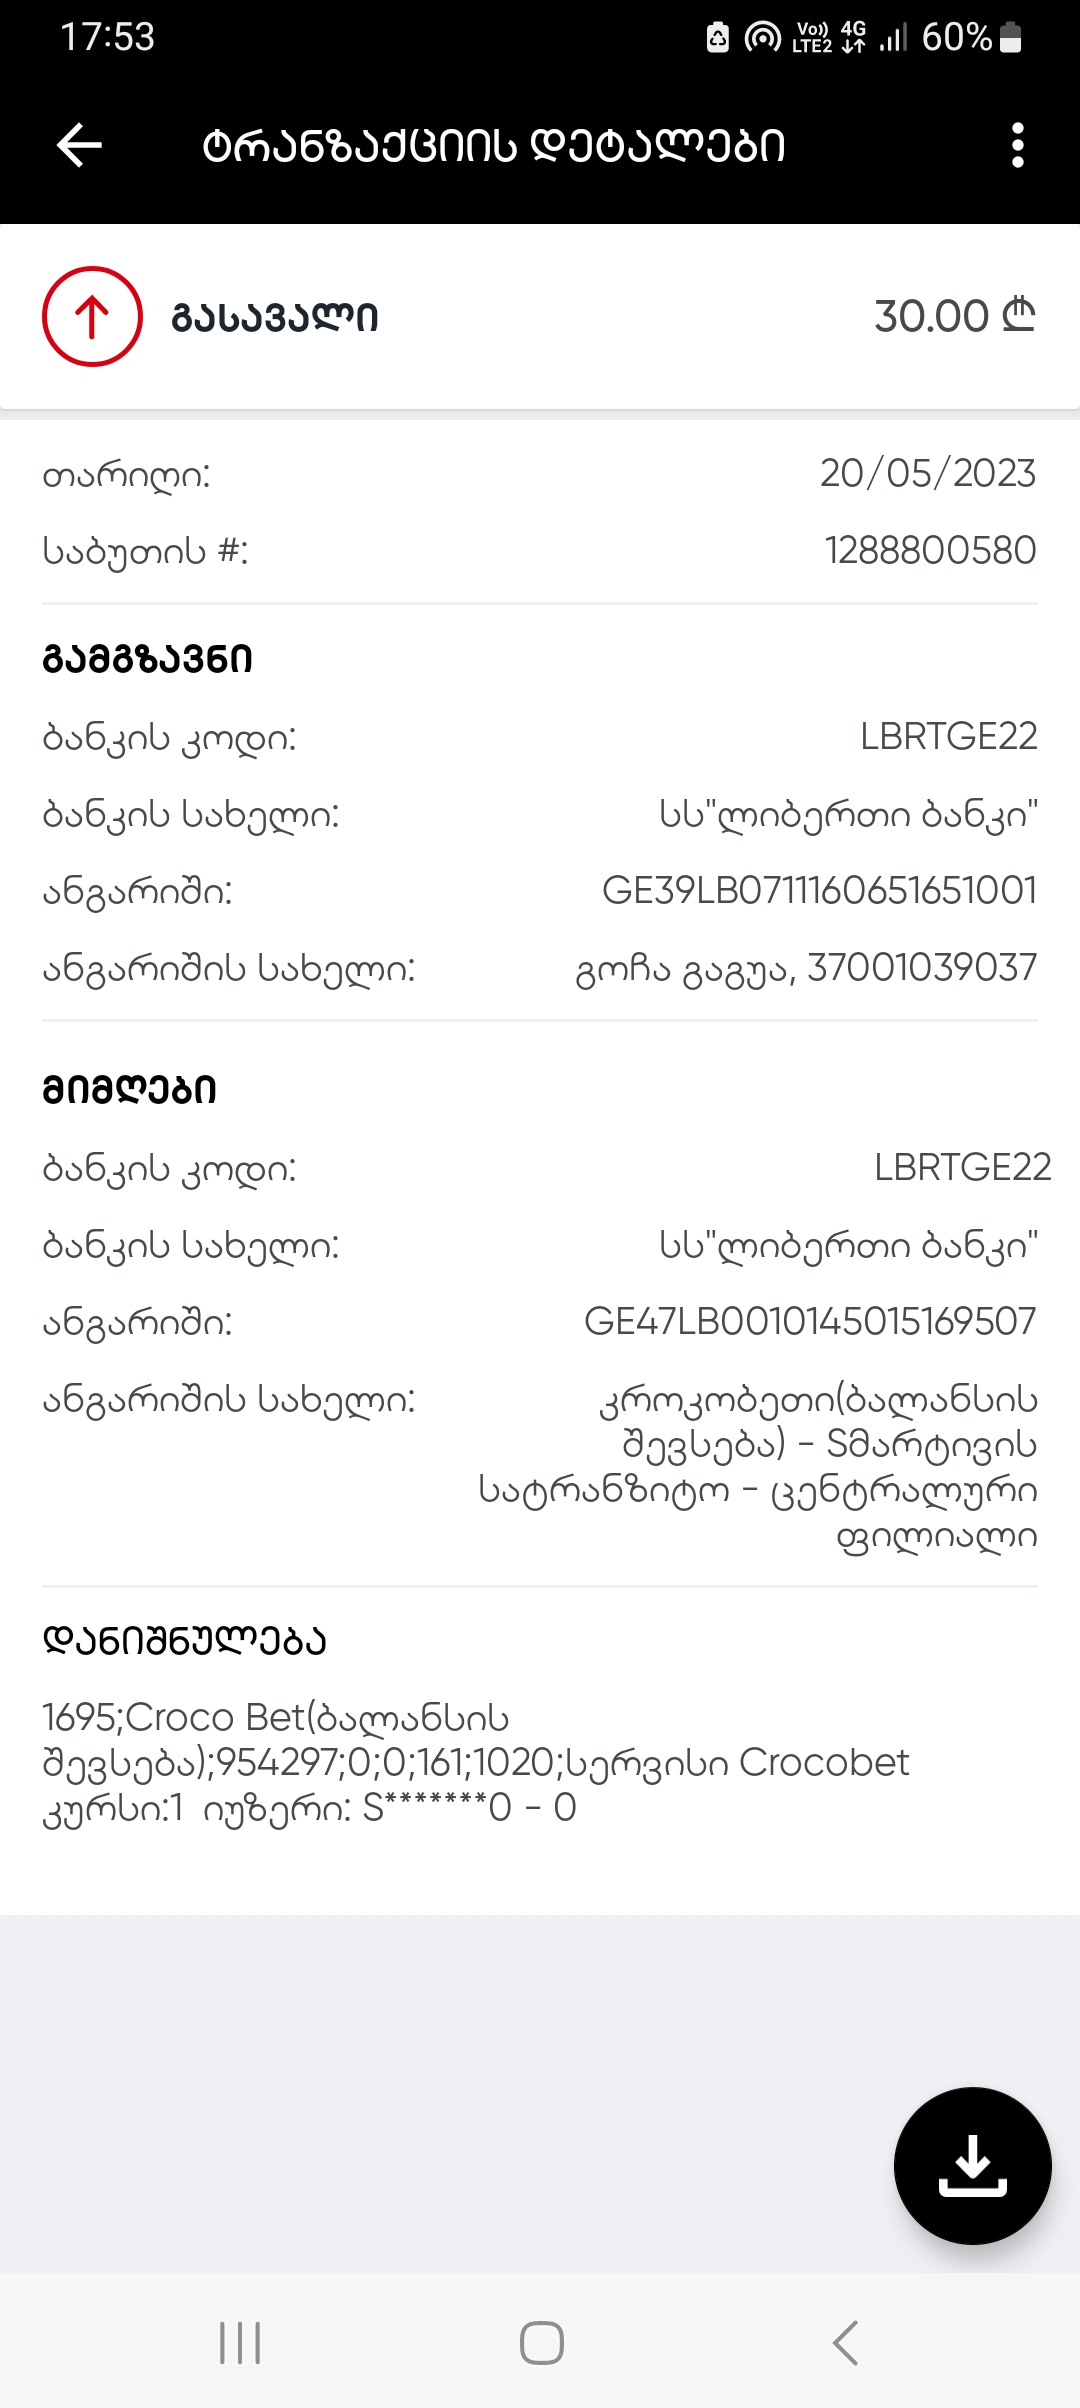 17:53
Vo)) LTE2 4G 60%
ტრანზაქციის დეტალები
გასავალი 30.00 ₾
თარიღი: 20/05/2023
საბუთის #: 1288800580
გამგზავნი
ბანკის კოდი: LBRTGE22
ბანკის სახელი: სს"ლიბერთი ბანკი"
ანგარიში: GE39LB0711160651651001
ანგარიშის სახელი: გოჩა გაგუა, 37001039037
მიმღები
ბანკის კოდი: LBRTGE22
ბანკის სახელი: სს"ლიბერთი ბანკი"
ანგარიში: GE47LB0010145015169507
ანგარიშის სახელი: კროკობეთი(ბალანსის
შევსება) - Sმარტივის
სატრანზიტო - ცენტრალური
ფილიალი
დანიშნულება
1695;Croco Bet(ბალანსის
შევსება);954297;0;0;161;1020;სერვისი Crocobet
კურსი:1 იუზერი: S*******0 - 0